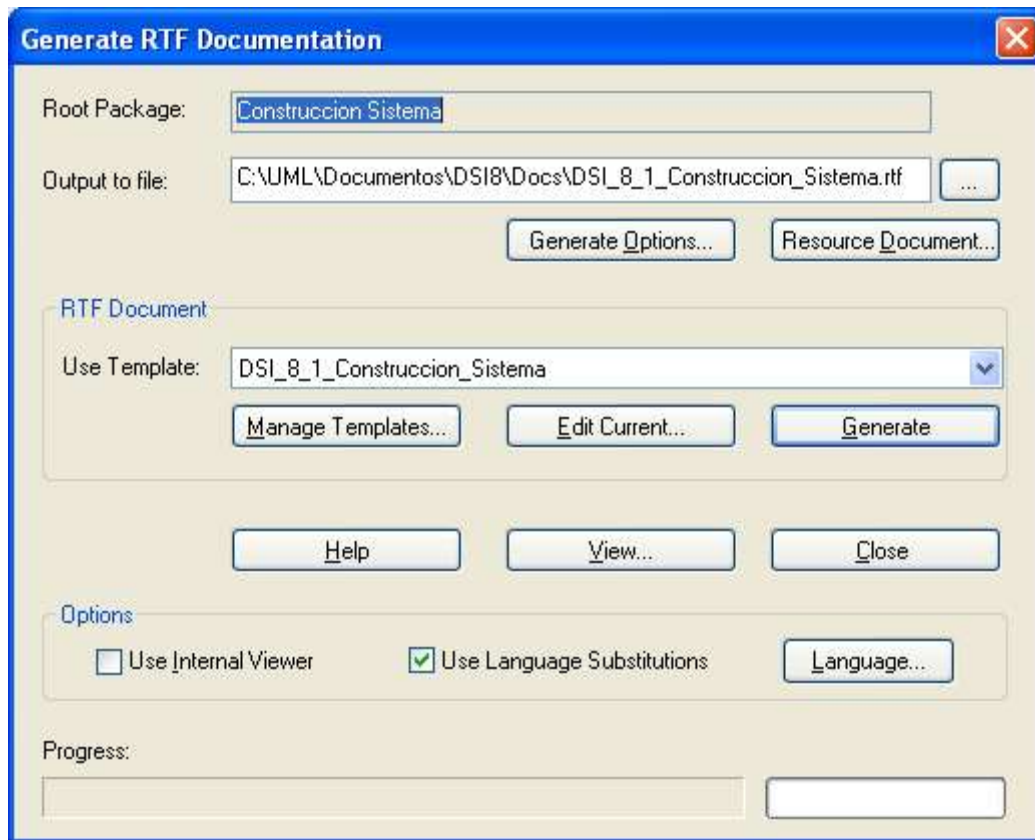 Generate RTF Documentation
Root Package: Construccion Sistema
Output to file: C:\UML\Documentos\DSI8\Docs\DSI_8_1_Construccion_Sistema.rtf ...
Generate Options... Resource Document...
RTF Document
Use Template: DSI_8_1_Construccion_Sistema
Manage Templates... Edit Current... Generate
Help View... Close
Options
Use Internal Viewer Use Language Substitutions Language...
Progress: